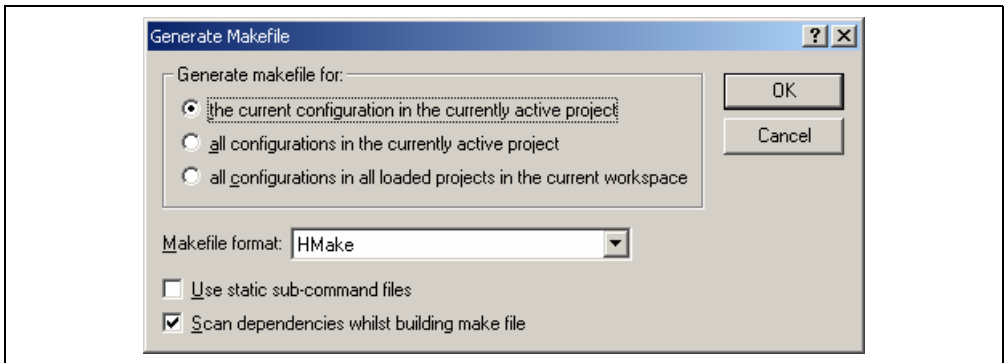 Generate Makefile
Generate makefile for:
the current configuration in the currently active project
all configurations in the currently active project
all configurations in all loaded projects in the current workspace
OK
Cancel
Makefile format: HMake
Use static sub-command files
Scan dependencies whilst building make file